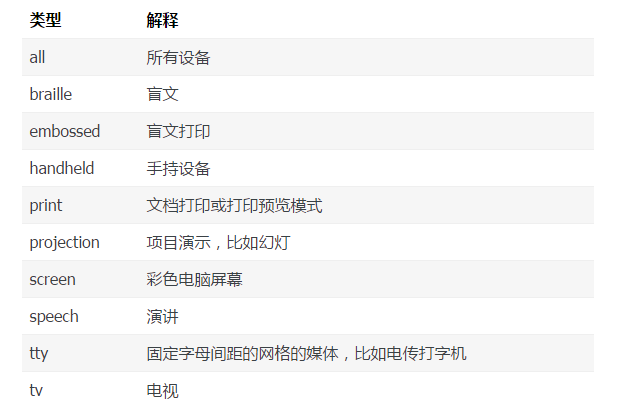 类型 解释
all 所有设备
braille 盲文
embossed 盲文打印
handheld 手持设备
print 文档打印或打印预览模式
projection 项目演示，比如幻灯
screen 彩色电脑屏幕
speech 演讲
tty 固定字母间距的网格的媒体，比如电传打字机
tv 电视